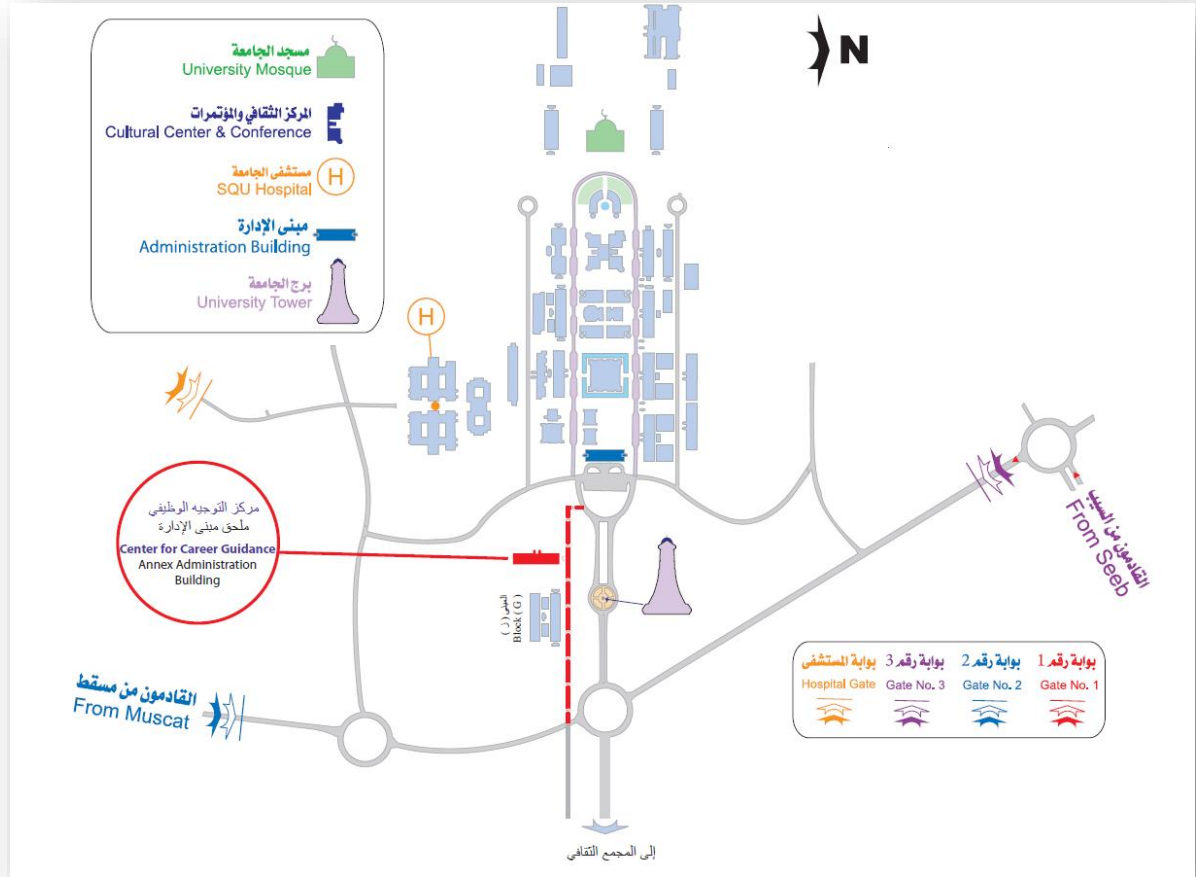 مسجد الجامعة
University Mosque
المركز الثقافي والمؤتمرات
Cultural Center & Conference
مستشفى الجامعة
SQU Hospital
H
مبنى الإدارة
Administration Building
برج الجامعة
University Tower
N
H
مركز التوجيه الوظيفي
ملحق مبنى الإدارة
Center for Career Guidance
Annex Administration
Building
المبنى ( ز )
Block ( G )
القادمون من السيب
From Seeb
القادمون من مسقط
From Muscat
2
3
بوابة رقم 1
Gate No. 1
بوابة رقم 2
Gate No. 2
بوابة رقم 3
Gate No. 3
بوابة المستشفى
Hospital Gate
إلى المجمع الثقافي